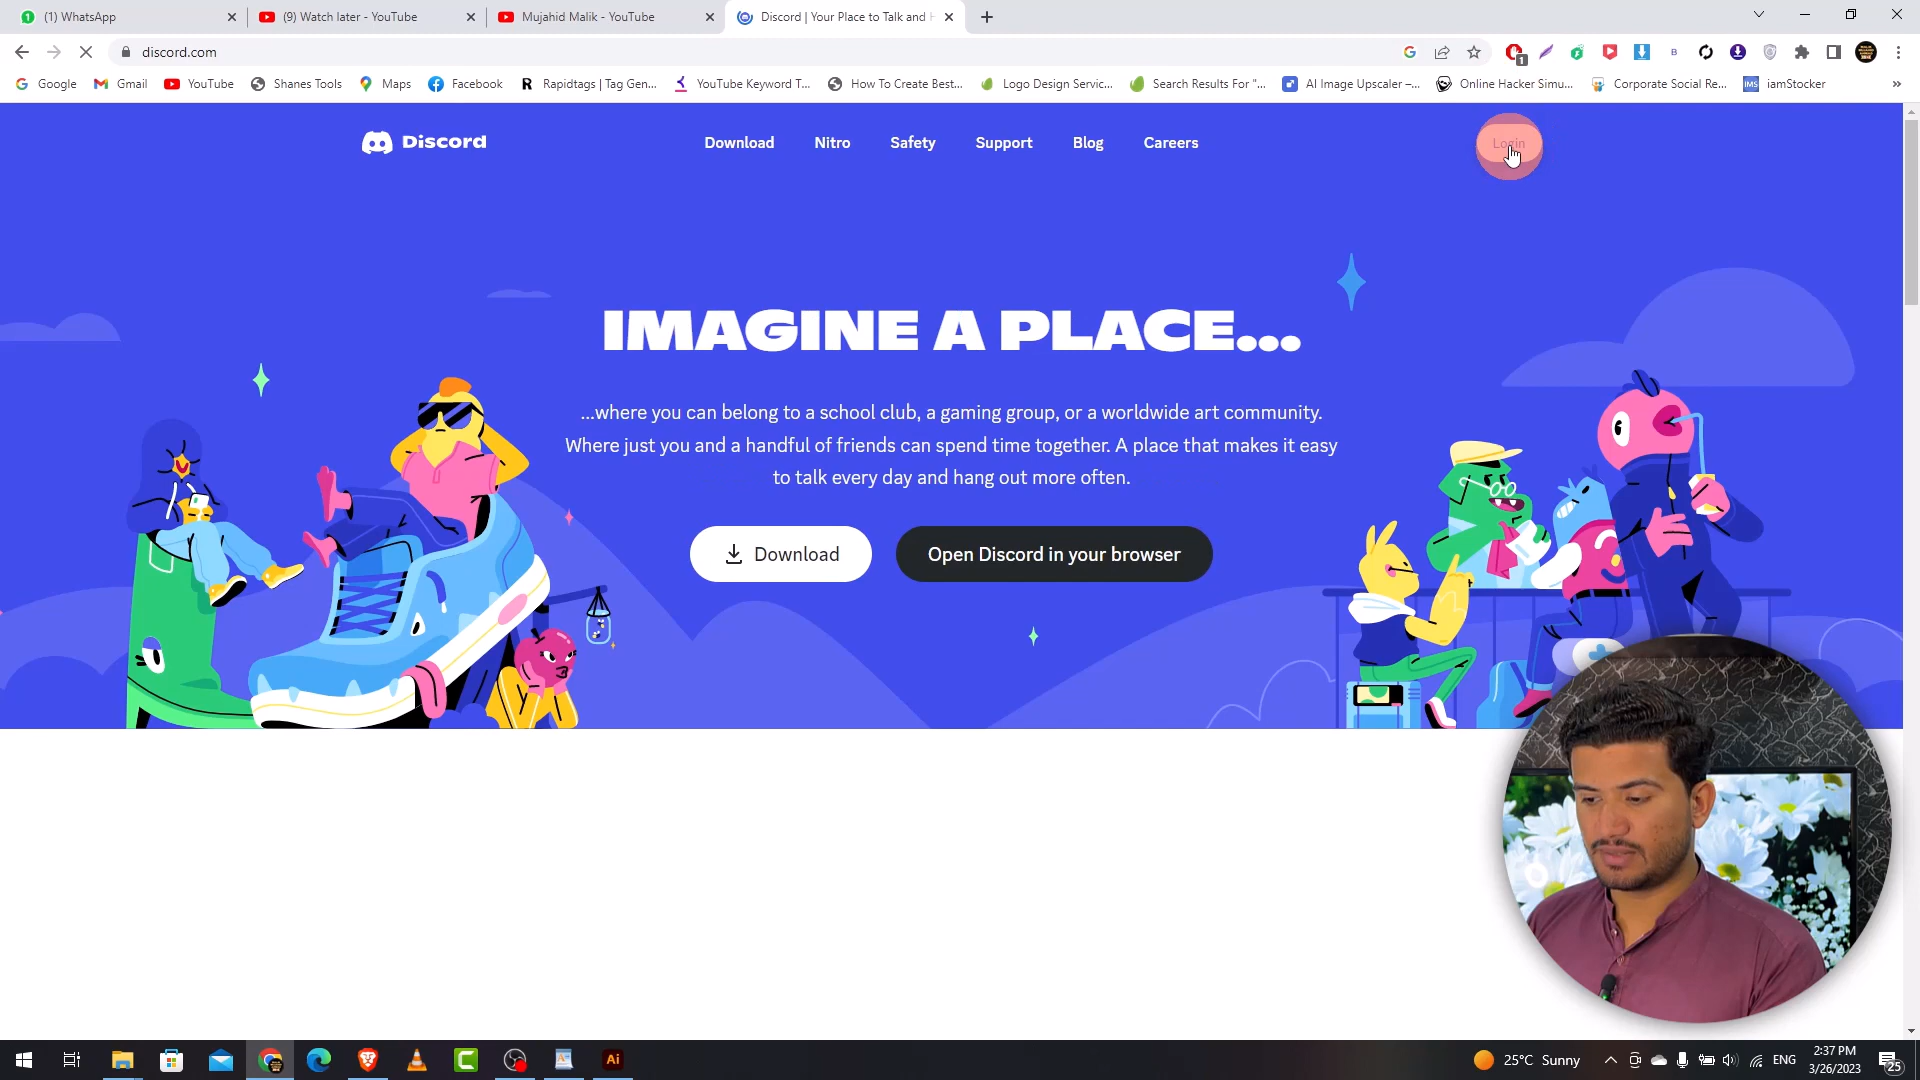 (1) WhatsApp
(9) Watch later - YouTube
Mujahid Malik - YouTube
Discord | Your Place to Talk and H
discord.com
1
Google
Gmail
YouTube
Shanes Tools
Maps
Facebook
Rapidtags | Tag Gen...
YouTube Keyword T...
How To Create Best...
Logo Design Servic...
Search Results For "...
AI Image Upscaler –...
Online Hacker Simu...
Corporate Social Re...
iamStocker
Discord
Download
Nitro
Safety
Support
Blog
Careers
Login
IMAGINE A PLACE...
...where you can belong to a school club, a gaming group, or a worldwide art community.
Where just you and a handful of friends can spend time together. A place that makes it easy
to talk every day and hang out more often.
Download
Open Discord in your browser
Ai
25°C Sunny
ENG
2:37 PM
3/26/2023
25